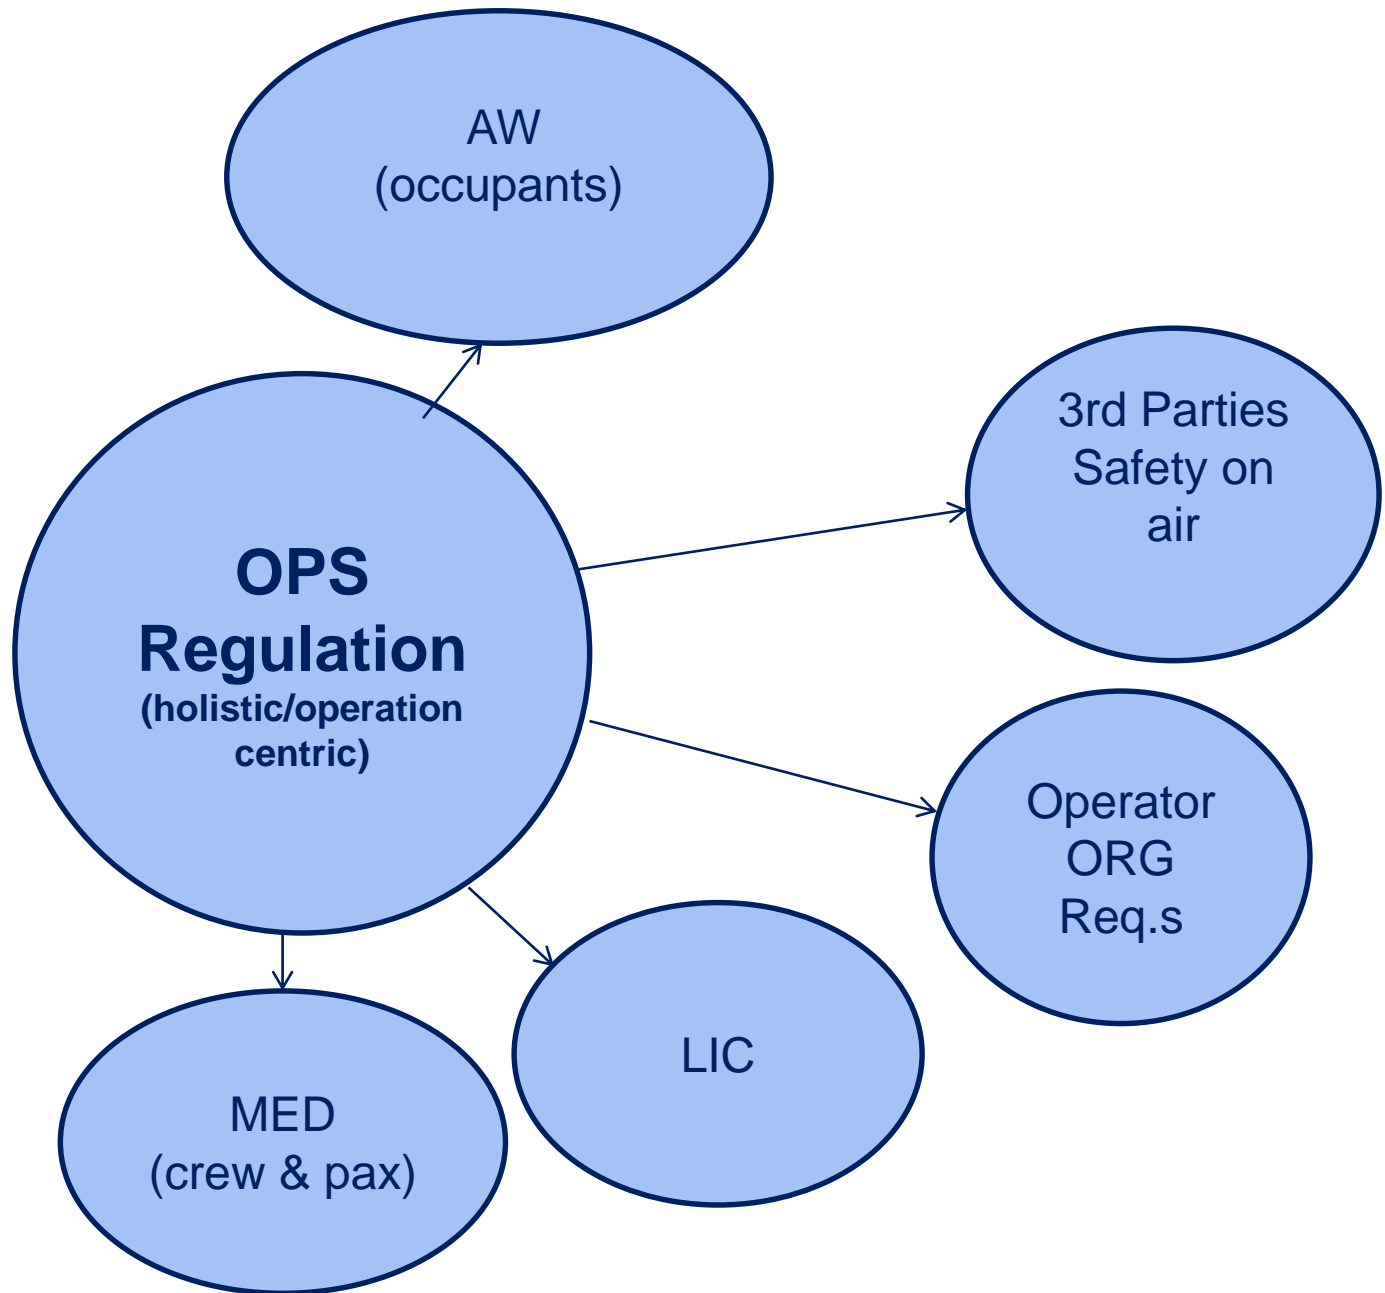 AW
(occupants)
3rd Parties
Safety on
air
OPS
Regulation
(holistic/operation
centric)
Operator
ORG
Req.s
LIC
MED
(crew & pax)